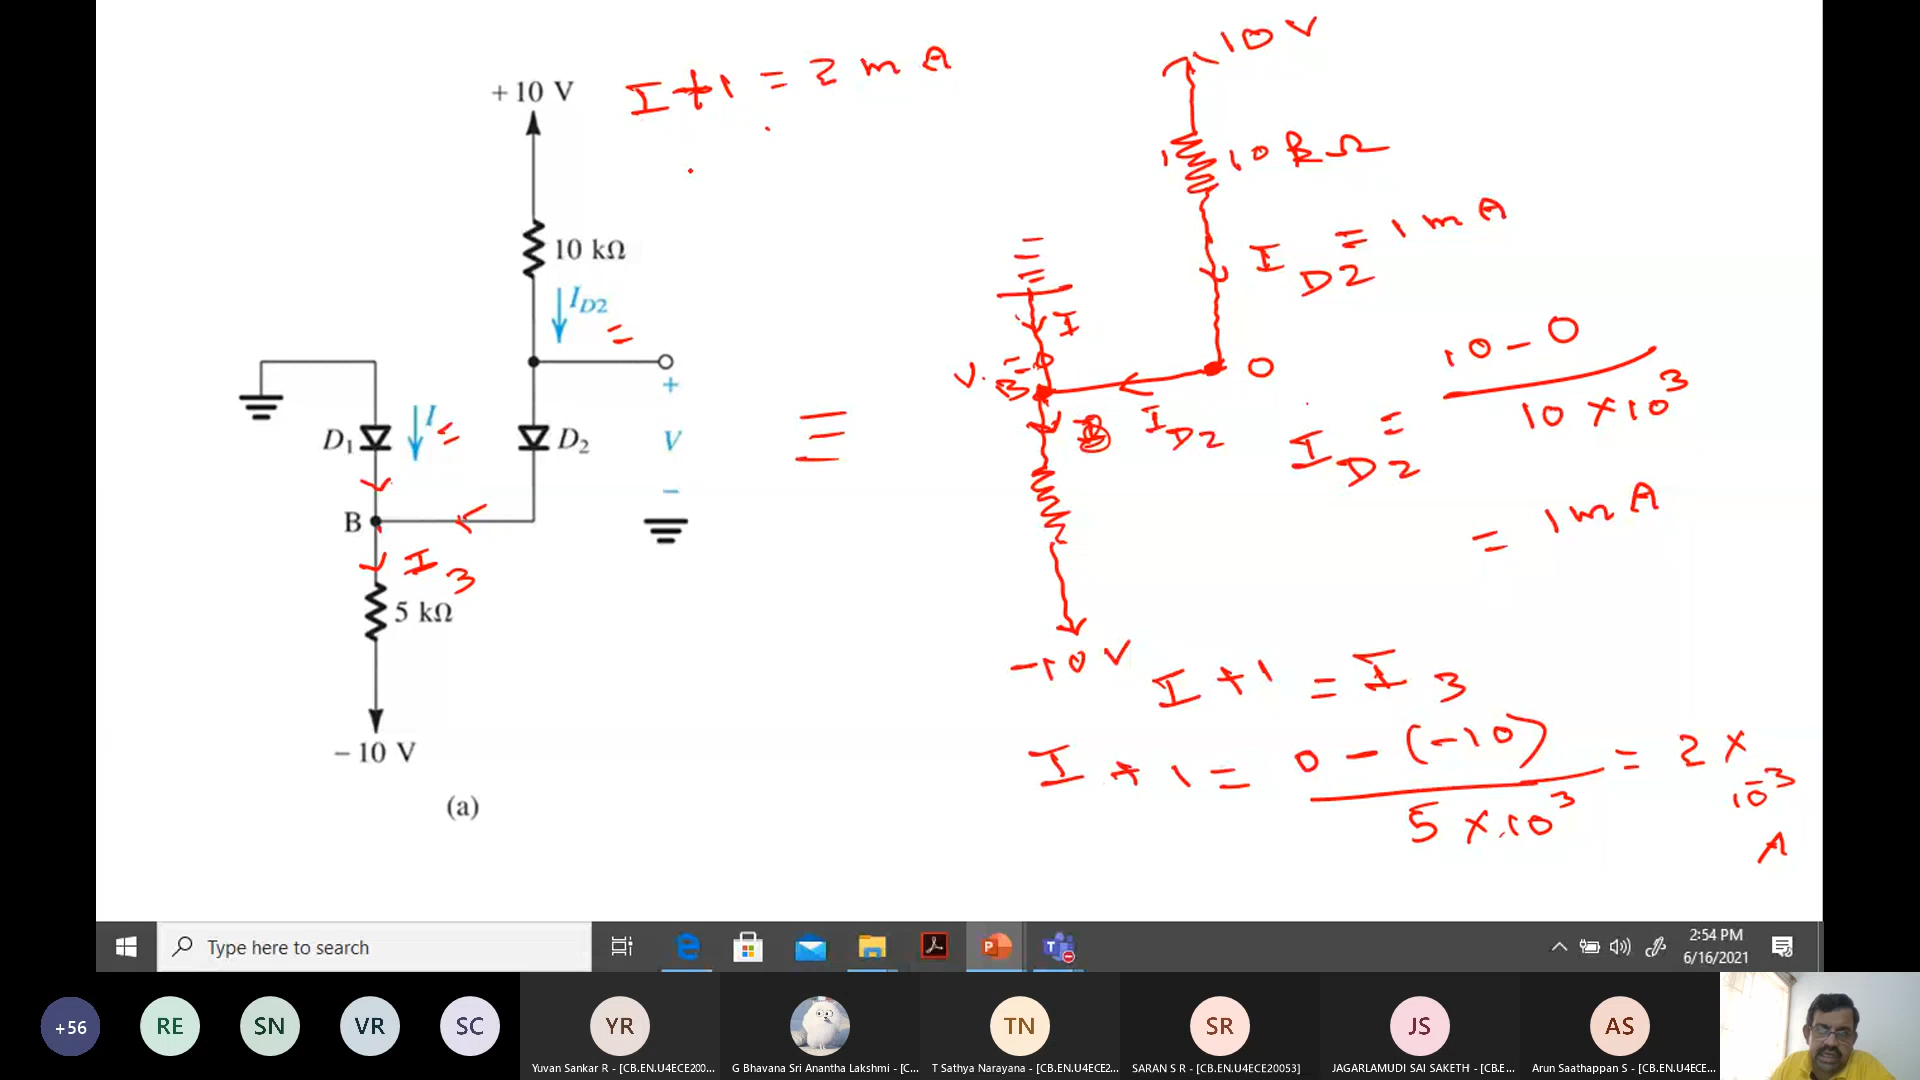 + 10 V
10 kΩ
I_D2
=
D₁
I
=
D₂
+
V
−
B
I₃
5 kΩ
− 10 V
(a)
I + 1 = 2 m A
≡
10 V
10 k Ω
I_D2 = 1 m A
I
V_B = 0
0
I_D2
-10 V
I_D2 = (10 - 0) / (10 × 10³)
= 1 m A
I + 1 = I₃
I + 1 = (0 - (-10)) / (5 × 10³) = 2 × 10⁻³ A
Type here to search
2:54 PM
6/16/2021
+56
RE
SN
VR
SC
YR
TN
SR
JS
AS
Yuvan Sankar R - [CB.EN.U4ECE200...
G Bhavana Sri Anantha Lakshmi - [C...
T Sathya Narayana - [CB.EN.U4ECE2...
SARAN S R - [CB.EN.U4ECE20053]
JAGARLAMUDI SAI SAKETH - [CB.E...
Arun Saathappan S - [CB.EN.U4ECE...